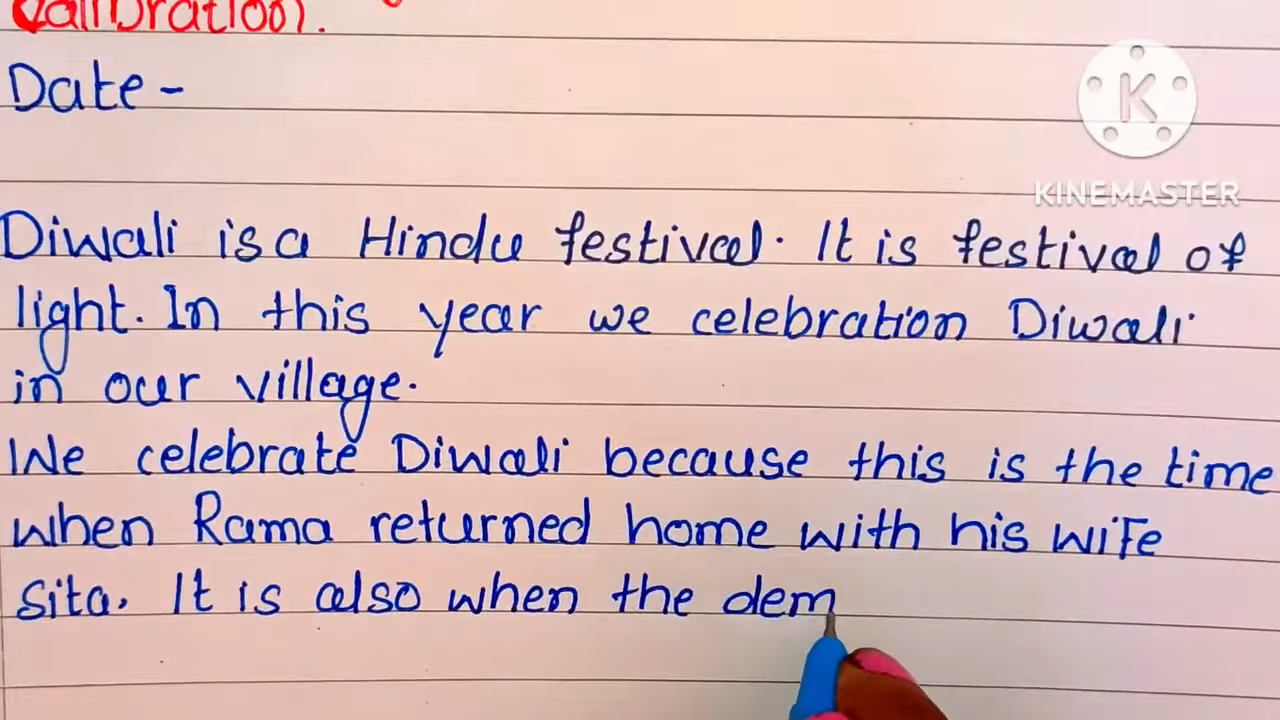 Calibration.
Date -
KINEMASTER
Diwali is a Hindu festival. It is festival of
light. In this year we celebration Diwali
in our village.
We celebrate Diwali because this is the time
when Rama returned home with his wife
Sita. It is also when the dem